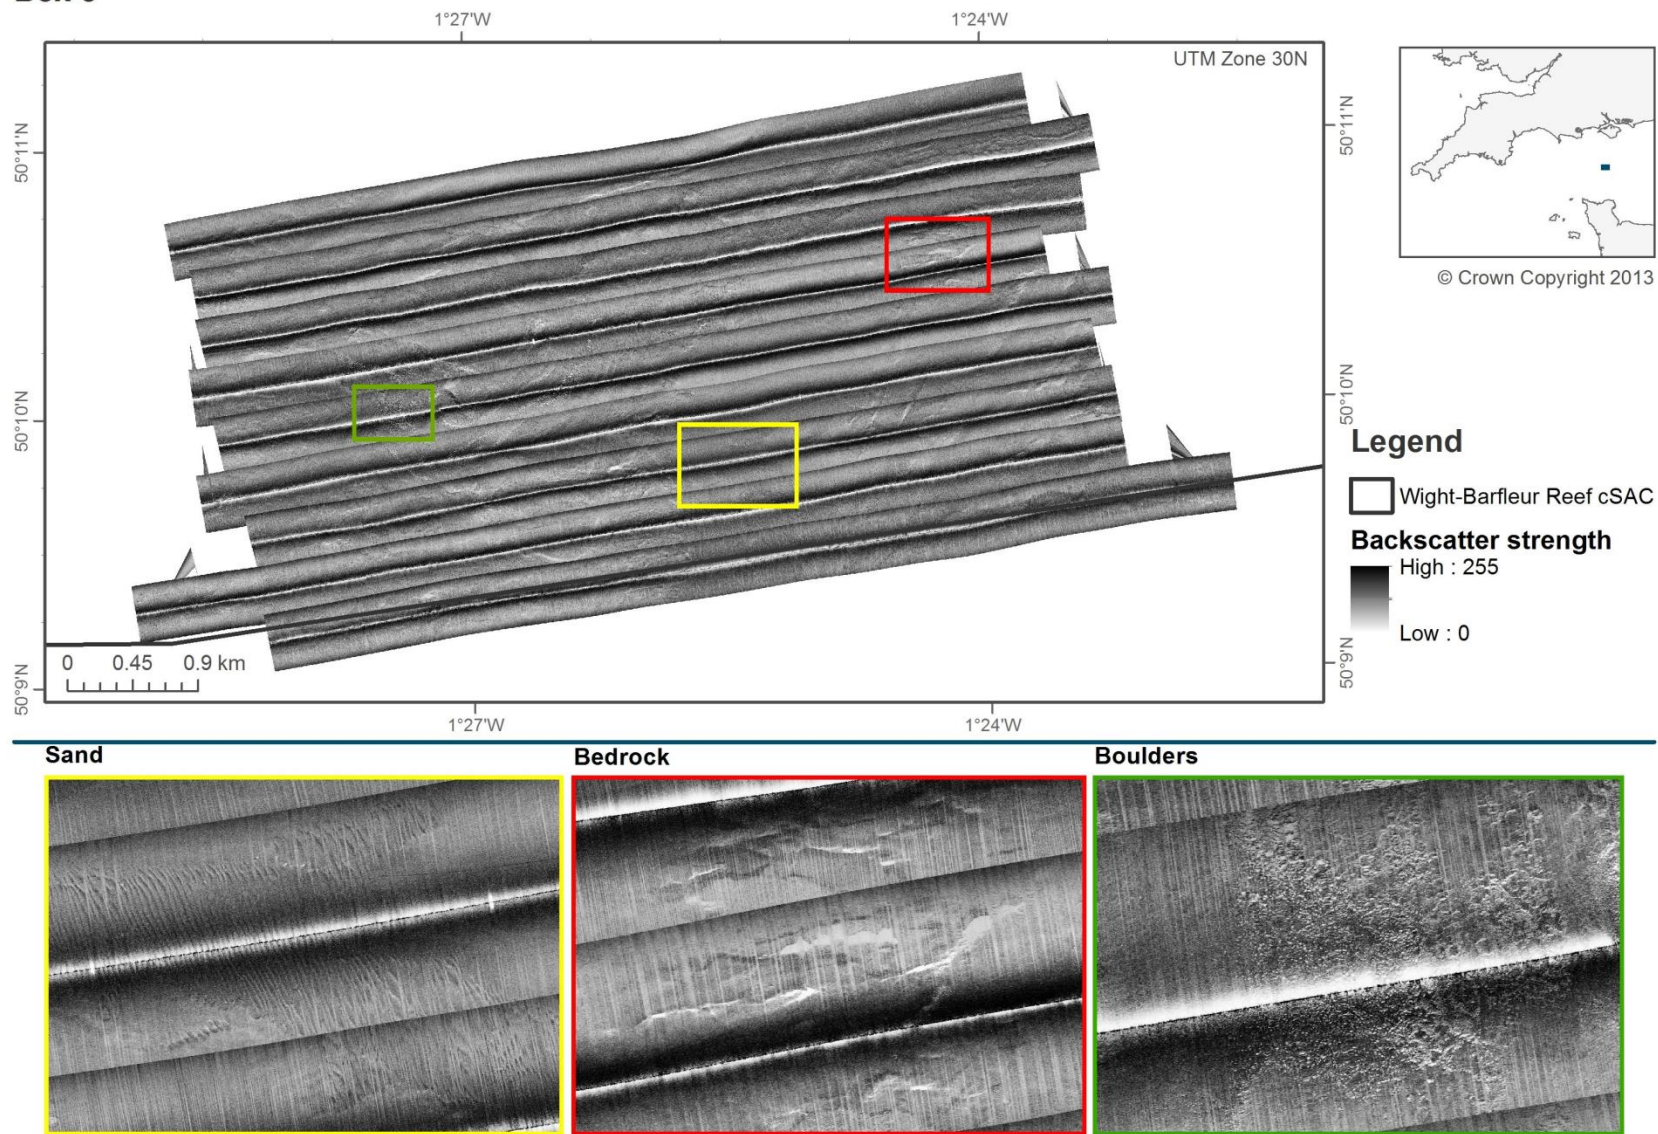 1°27'W 1°24'W
UTM Zone 30N
50°11'N
50°11'N
50°10'N
50°10'N
50°9'N
50°9'N
© Crown Copyright 2013
Legend
Wight-Barfleur Reef cSAC
Backscatter strength
High : 255
Low : 0
0 0.45 0.9 km
1°27'W 1°24'W
Sand Bedrock Boulders